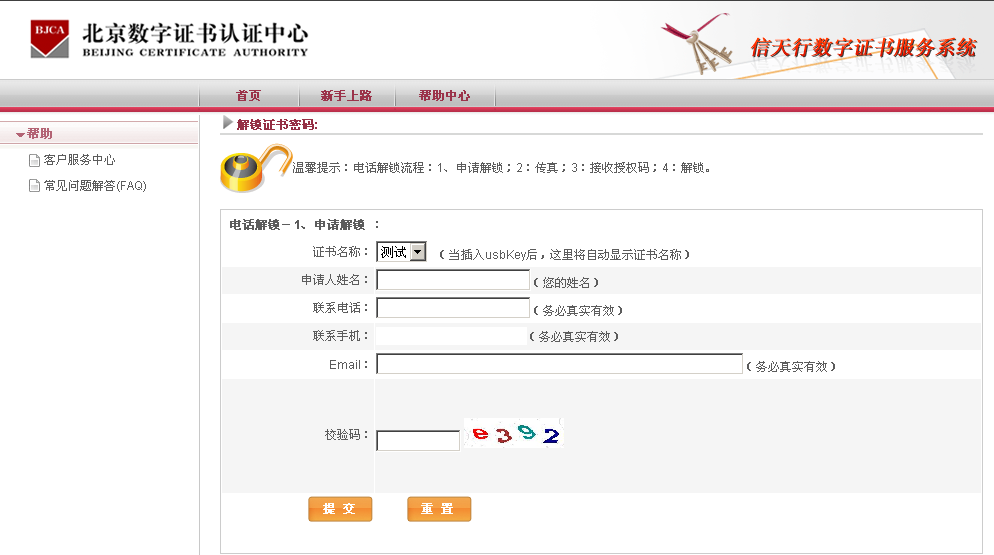 BJCA
北京数字证书认证中心
BEIJING CERTIFICATE AUTHORITY
信天行数字证书服务系统
首页 新手上路 帮助中心
帮助
客户服务中心
常见问题解答(FAQ)
解锁证书密码:
温馨提示：电话解锁流程：1、申请解锁；2：传真；3：接收授权码；4：解锁。
电话解锁－1、申请解锁 ：
证书名称： 测试 （当插入usbKey后，这里将自动显示证书名称）
申请人姓名： （您的姓名）
联系电话： （务必真实有效）
联系手机： （务必真实有效）
Email： （务必真实有效）
校验码： e392
提 交 重 置